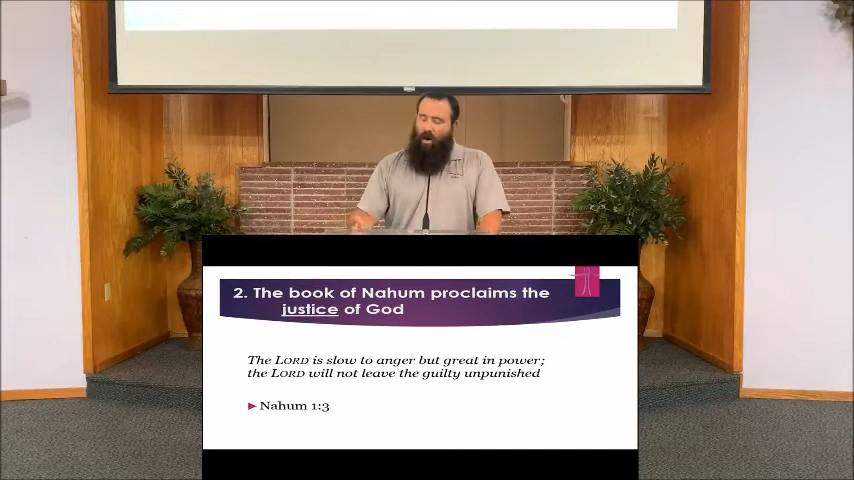 2. The book of Nahum proclaims the
justice of God
The LORD is slow to anger but great in power;
the LORD will not leave the guilty unpunished
Nahum 1:3